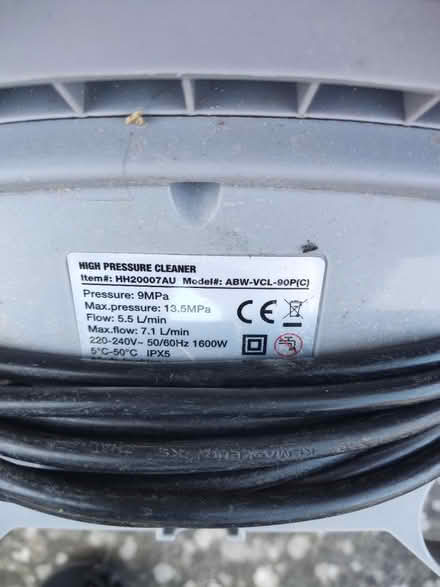 HIGH PRESSURE CLEANER
Item#: HH20007AU Model#: ABW-VCL-90P(C)
Pressure: 9MPa
Max.pressure: 13.5MPa
Flow: 5.5 L/min
Max.flow: 7.1 L/min
220-240V~ 50/60Hz 1600W
5°C-50°C IPX5
CE